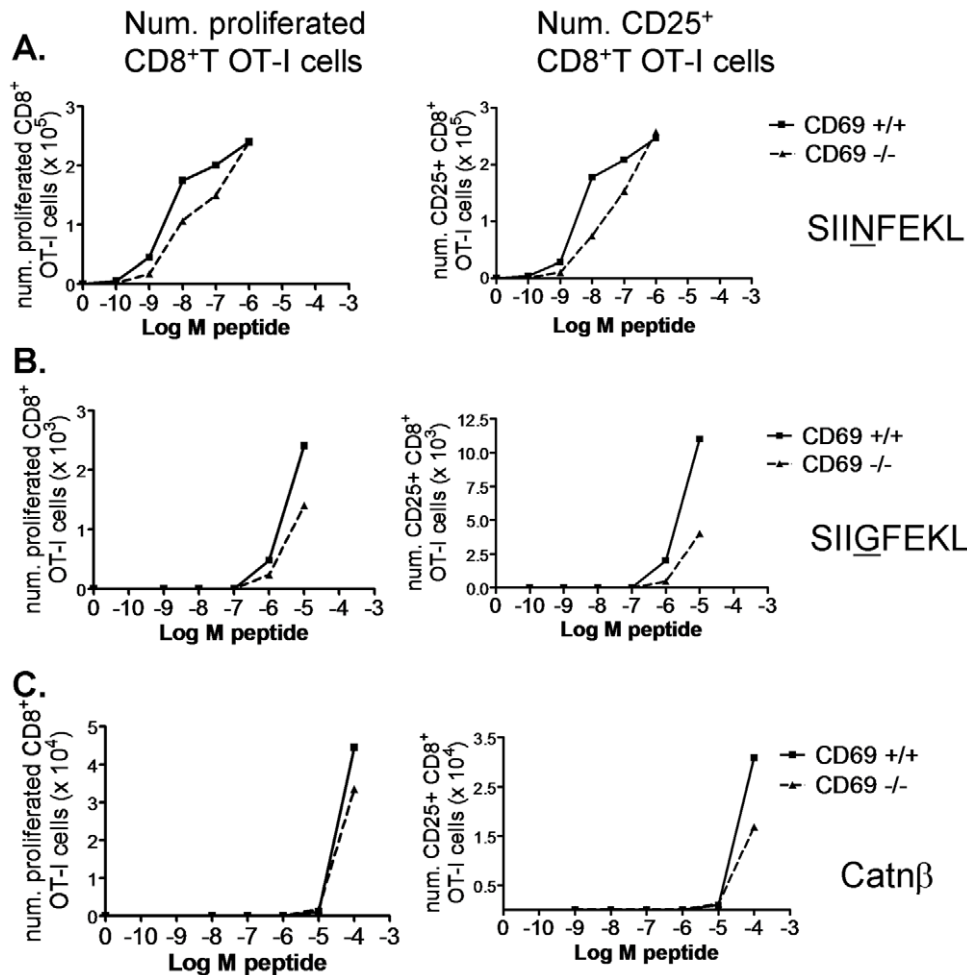 Num. proliferated
CD8⁺T OT-I cells
Num. CD25⁺
CD8⁺T OT-I cells
A.
num. proliferated CD8⁺
OT-I cells (x 10⁵)
3
2
1
0
0 -10 -9 -8 -7 -6 -5 -4 -3
Log M peptide
num. CD25+ CD8⁺
OT-I cells (x 10⁵)
3
2
1
0
0 -10 -9 -8 -7 -6 -5 -4 -3
Log M peptide
CD69 +/+
CD69 -/-
SIINFEKL
B.
num. proliferated CD8⁺
OT-I cells (x 10³)
3
2
1
0
0 -10 -9 -8 -7 -6 -5 -4 -3
Log M peptide
num. CD25+ CD8⁺
OT-I cells (x 10³)
12.5
10.0
7.5
5.0
2.5
0
0 -10 -9 -8 -7 -6 -5 -4 -3
Log M peptide
CD69 +/+
CD69 -/-
SIIGFEKL
C.
num. proliferated CD8⁺
OT-I cells (x 10⁴)
5
4
3
2
1
0
0 -10 -9 -8 -7 -6 -5 -4 -3
Log M peptide
num. CD25+ CD8⁺
OT-I cells (x 10⁴)
3.5
2.5
1.5
0.5
0 -10 -9 -8 -7 -6 -5 -4 -3
Log M peptide
CD69 +/+
CD69 -/-
Catnβ